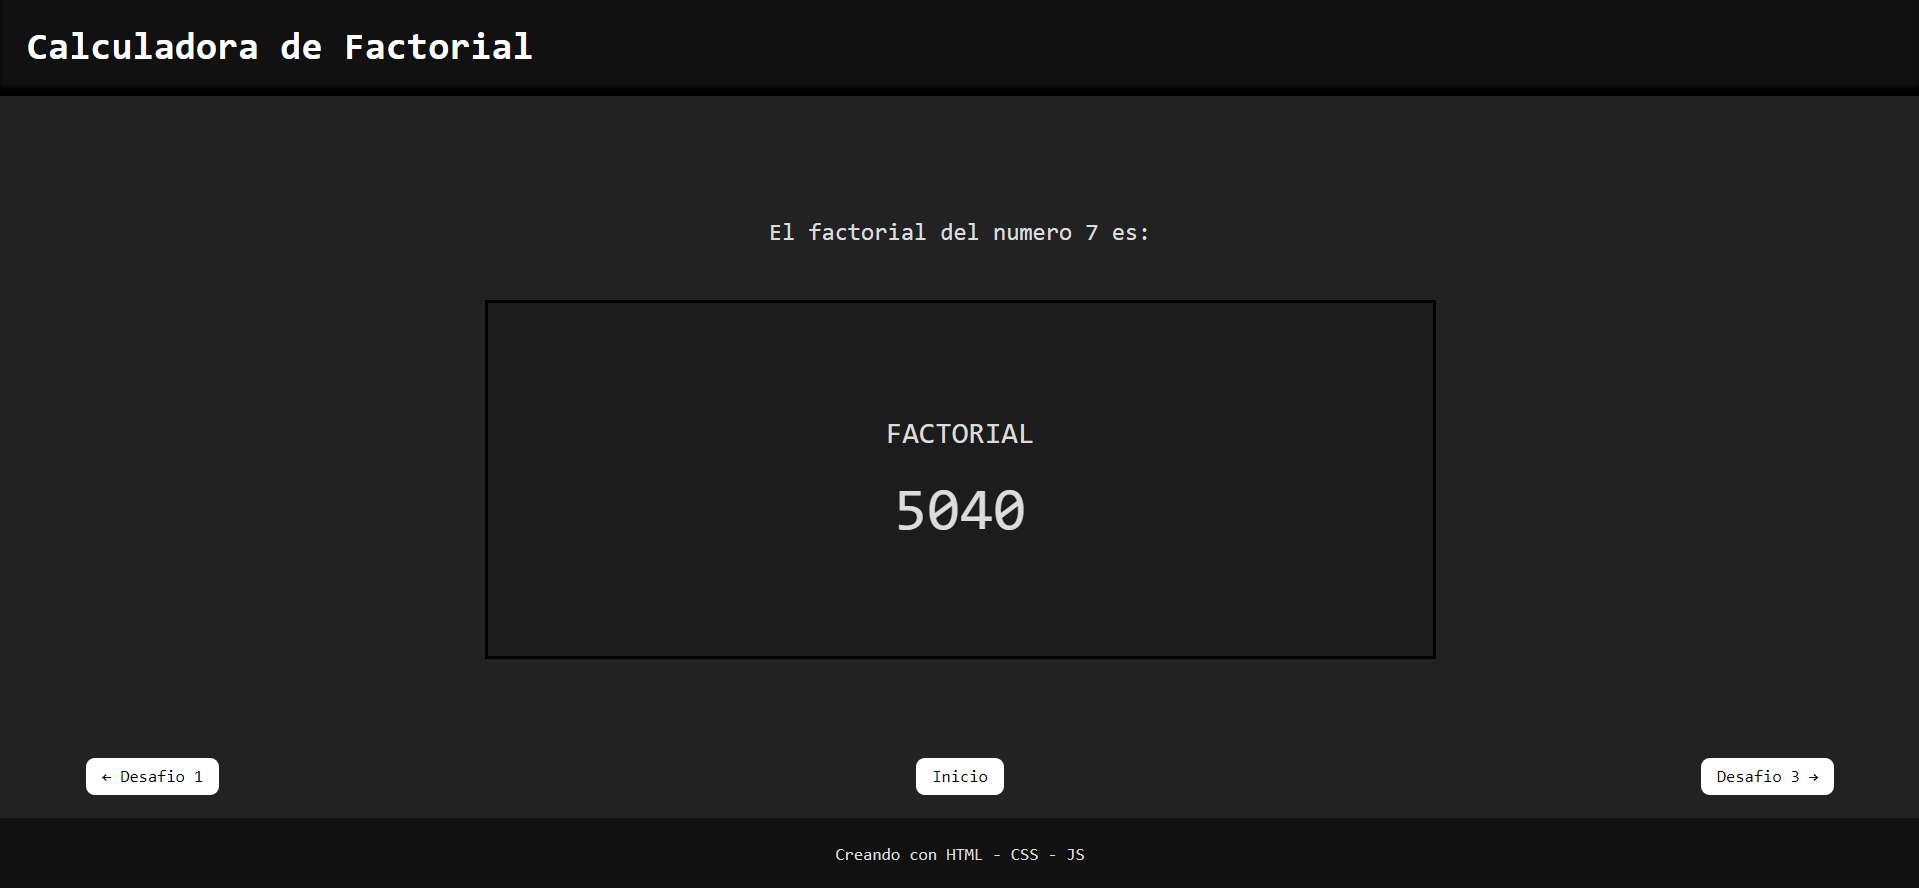 Calculadora de Factorial
El factorial del numero 7 es:
FACTORIAL
5040
← Desafio 1
Inicio
Desafio 3 →
Creando con HTML - CSS - JS